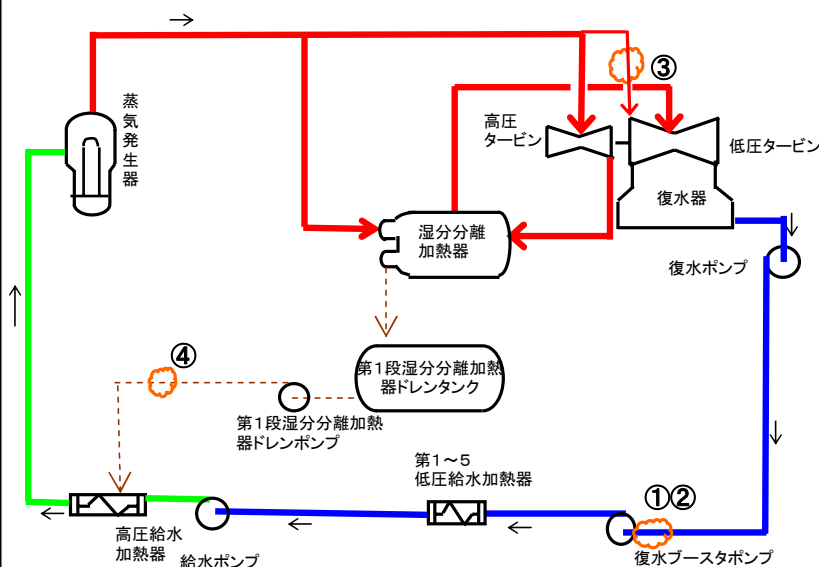 蒸気発生器
③
高圧
タービン
低圧タービン
復水器
湿分分離
加熱器
復水ポンプ
④
第1段湿分分離加熱
器ドレンタンク
第1段湿分分離加熱
器ドレンポンプ
第1～5
低圧給水加熱器
①②
高圧給水
加熱器
給水ポンプ
復水ブースタポンプ